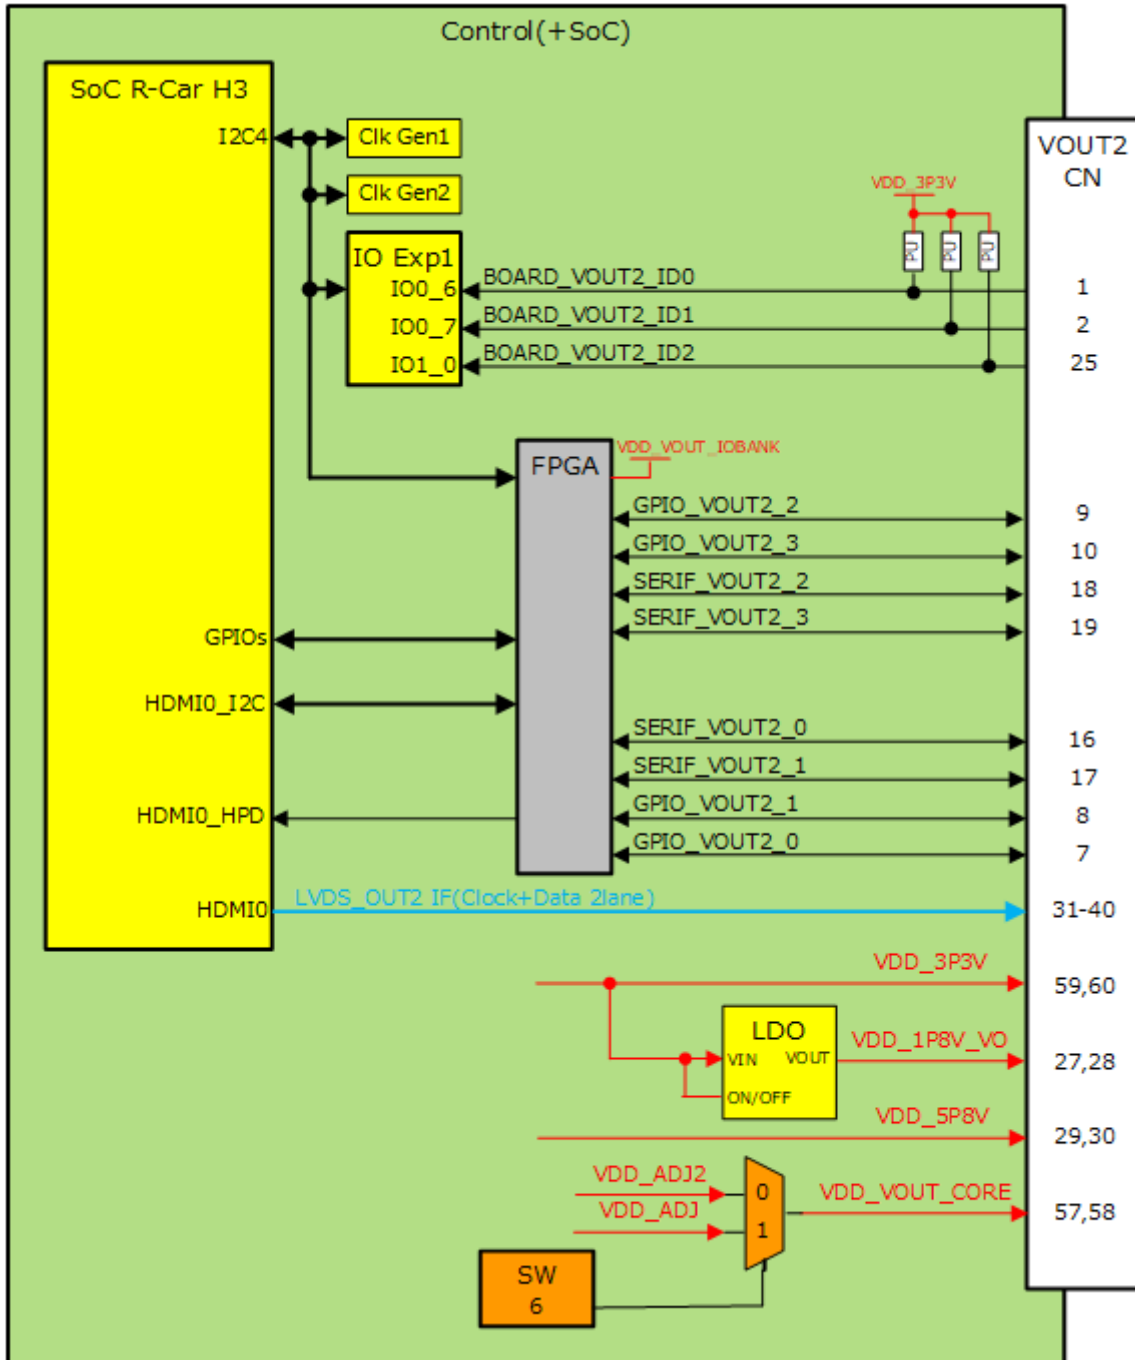 Control(+SoC)
SoC R-Car H3
I2C4
Clk Gen1
VOUT2
CN
VDD_3P3V
Clk Gen2
PU
PU
PU
IO Exp1
IO0_6
BOARD_VOUT2_ID0
1
IO0_7
BOARD_VOUT2_ID1
2
IO1_0
BOARD_VOUT2_ID2
25
FPGA
VDD_VOUT_IOBANK
GPIO_VOUT2_2
9
GPIO_VOUT2_3
10
SERIF_VOUT2_2
18
GPIOs
SERIF_VOUT2_3
19
HDMI0_I2C
SERIF_VOUT2_0
16
SERIF_VOUT2_1
17
HDMI0_HPD
GPIO_VOUT2_1
8
GPIO_VOUT2_0
7
HDMI0
LVDS_OUT2 IF(Clock+Data 2lane)
31-40
VDD_3P3V
59,60
LDO
VIN
VOUT
VDD_1P8V_VO
27,28
ON/OFF
VDD_5P8V
29,30
VDD_ADJ2
0
VDD_VOUT_CORE
57,58
VDD_ADJ
1
SW
6